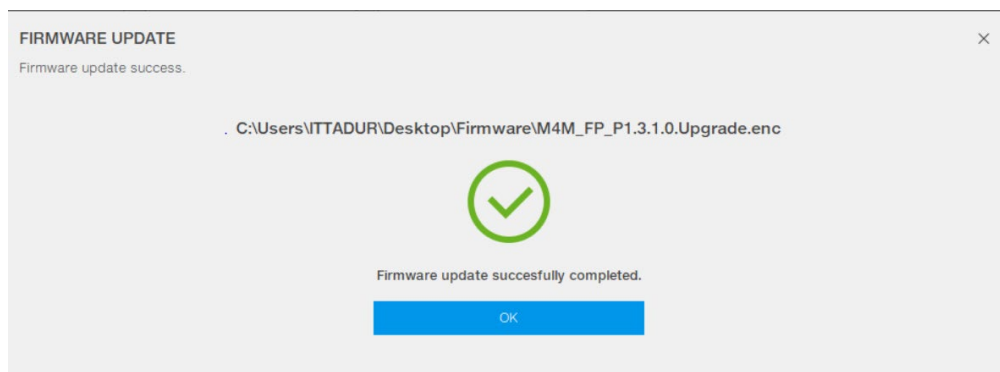 FIRMWARE UPDATE
Firmware update success.
. C:\Users\ITTADUR\Desktop\Firmware\M4M_FP_P1.3.1.0.Upgrade.enc
Firmware update succesfully completed.
OK